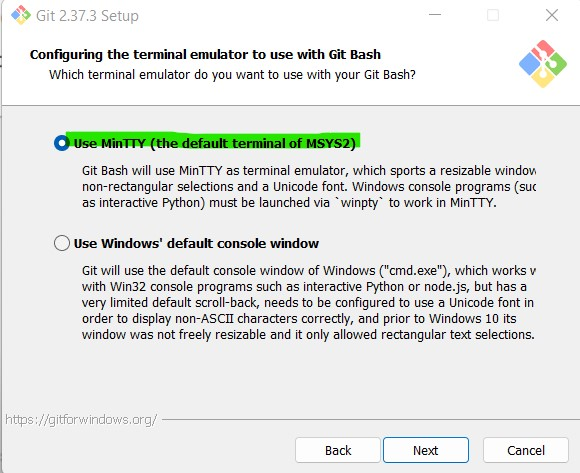 Git 2.37.3 Setup
Configuring the terminal emulator to use with Git Bash
Which terminal emulator do you want to use with your Git Bash?
Use MinTTY (the default terminal of MSYS2)
Git Bash will use MinTTY as terminal emulator, which sports a resizable window
non-rectangular selections and a Unicode font. Windows console programs (suc
as interactive Python) must be launched via `winpty` to work in MinTTY.
Use Windows' default console window
Git will use the default console window of Windows ("cmd.exe"), which works w
with Win32 console programs such as interactive Python or node.js, but has a
very limited default scroll-back, needs to be configured to use a Unicode font in
order to display non-ASCII characters correctly, and prior to Windows 10 its
window was not freely resizable and it only allowed rectangular text selections.
https://gitforwindows.org/
Back
Next
Cancel